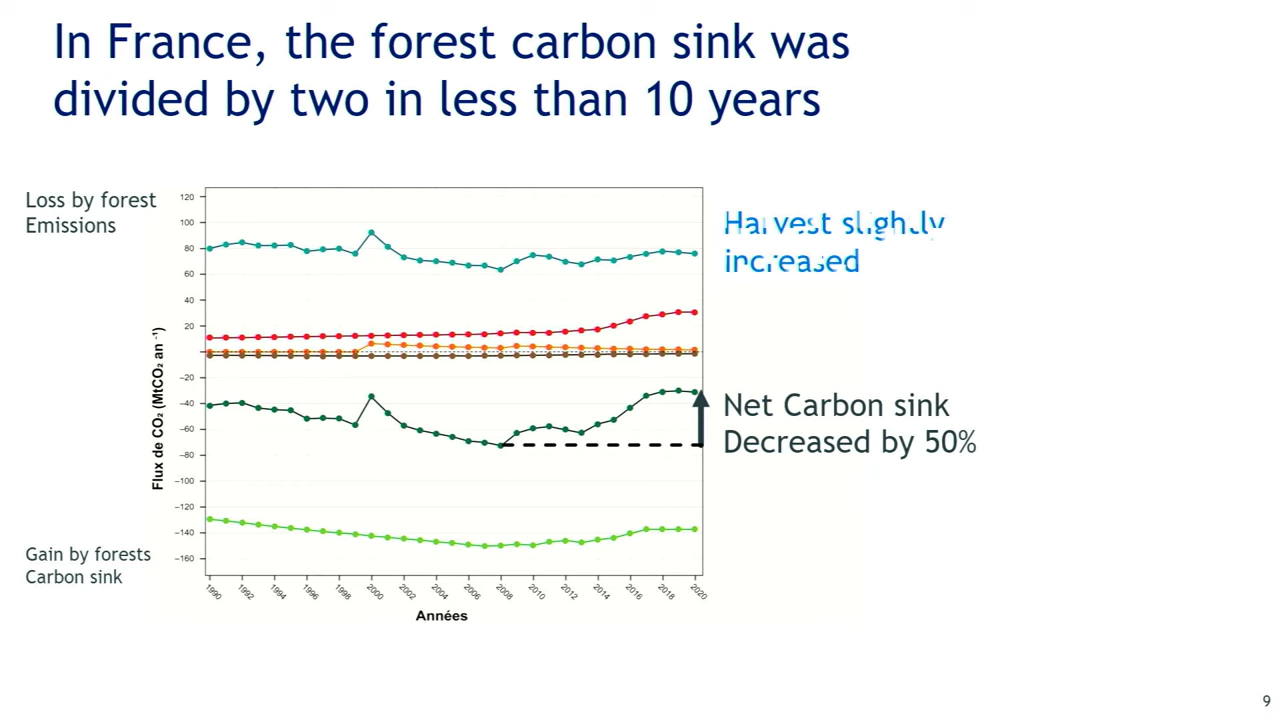 In France, the forest carbon sink was
divided by two in less than 10 years
Loss by forest
Emissions
Harvest slightly
increased
Net Carbon sink
Decreased by 50%
Gain by forests
Carbon sink
Flux de CO₂ (MtCO₂ an ⁻¹)
120
100
80
60
40
20
−20
−40
−60
−80
−100
−120
−140
−160
1990 1992 1994 1996 1998 2000 2002 2004 2006 2008 2010 2012 2014 2016 2018 2020
Années
9